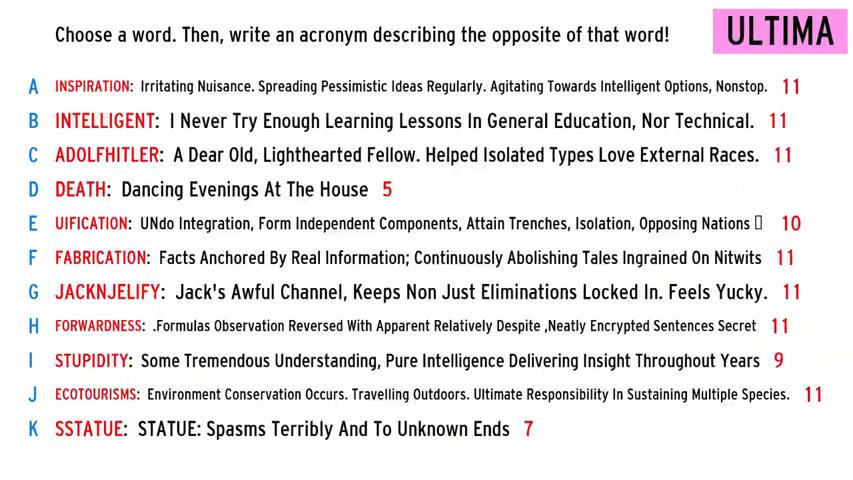 Choose a word. Then, write an acronym describing the opposite of that word!
ULTIMA
A INSPIRATION: Irritating Nuisance. Spreading Pessimistic Ideas Regularly. Agitating Towards Intelligent Options, Nonstop. 11
B INTELLIGENT: I Never Try Enough Learning Lessons In General Education, Nor Technical. 11
C ADOLFHITLER: A Dear Old, Lighthearted Fellow. Helped Isolated Types Love External Races. 11
D DEATH: Dancing Evenings At The House 5
E UIFICATION: UNdo Integration, Form Independent Components, Attain Trenches, Isolation, Opposing Nations 10
F FABRICATION: Facts Anchored By Real Information; Continuously Abolishing Tales Ingrained On Nitwits 11
G JACKNJELIFY: Jack's Awful Channel, Keeps Non Just Eliminations Locked In. Feels Yucky. 11
H FORWARDNESS: .Formulas Observation Reversed With Apparent Relatively Despite ,Neatly Encrypted Sentences Secret 11
I STUPIDITY: Some Tremendous Understanding, Pure Intelligence Delivering Insight Throughout Years 9
J ECOTOURISMS: Environment Conservation Occurs. Travelling Outdoors. Ultimate Responsibility In Sustaining Multiple Species. 11
K SSTATUE: STATUE: Spasms Terribly And To Unknown Ends 7